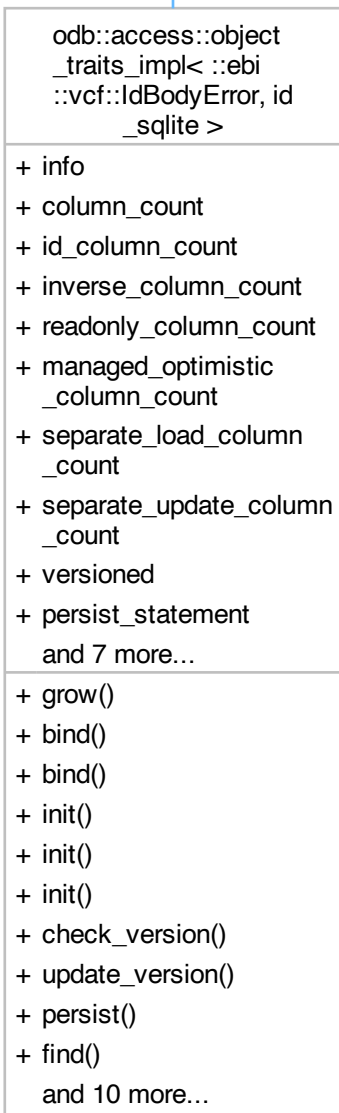 odb::access::object
_traits_impl< ::ebi
::vcf::IdBodyError, id
_sqlite >
+ info
+ column_count
+ id_column_count
+ inverse_column_count
+ readonly_column_count
+ managed_optimistic
_column_count
+ separate_load_column
_count
+ separate_update_column
_count
+ versioned
+ persist_statement
and 7 more...
+ grow()
+ bind()
+ bind()
+ init()
+ init()
+ init()
+ check_version()
+ update_version()
+ persist()
+ find()
and 10 more...